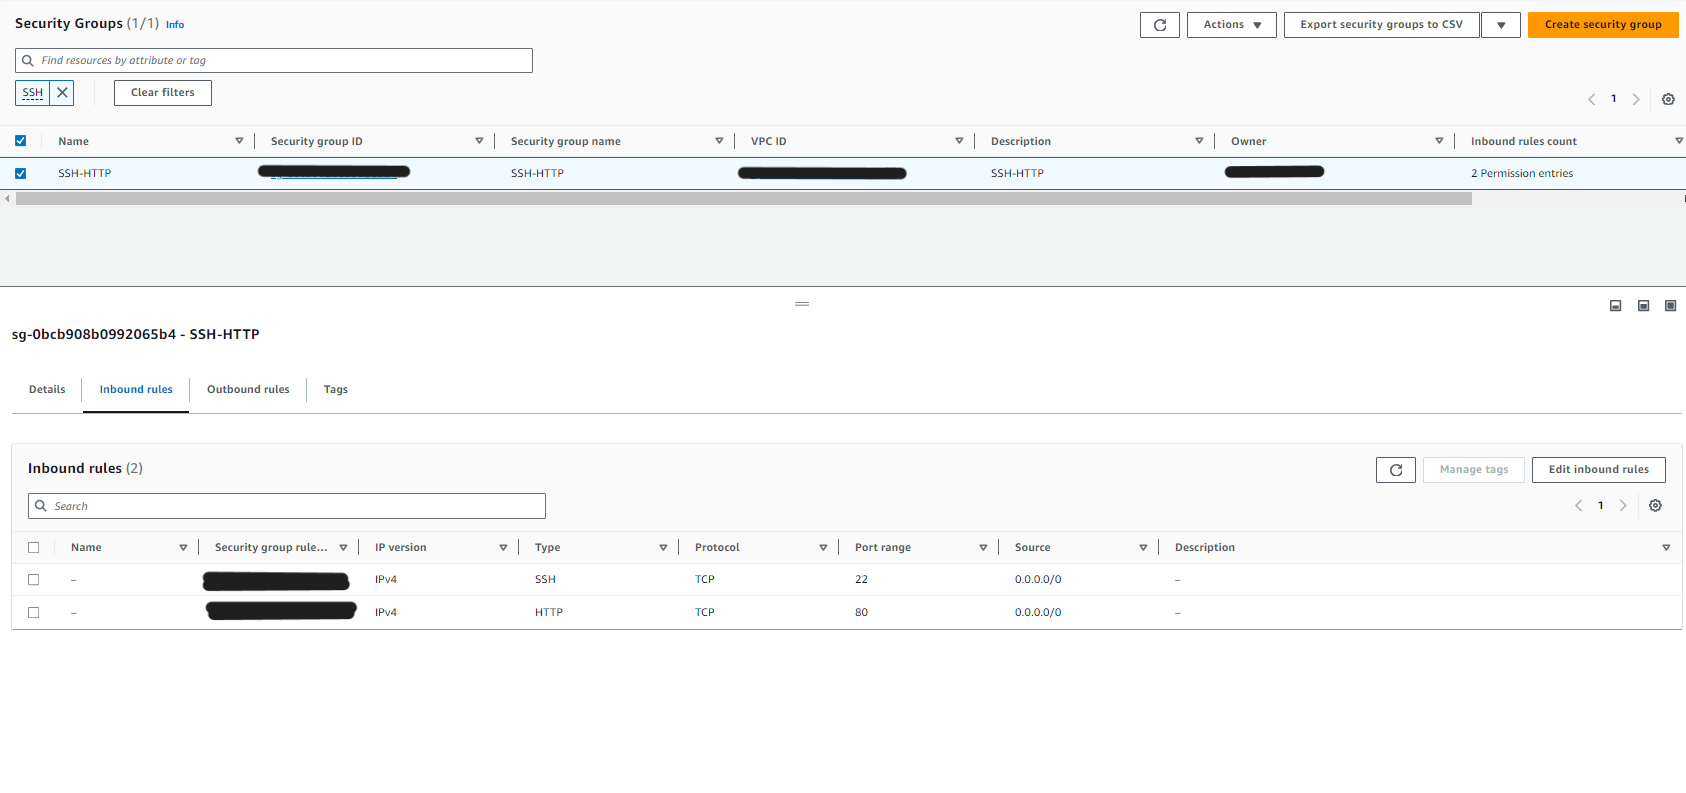 Security Groups (1/1) Info
Actions
Export security groups to CSV
Create security group
Find resources by attribute or tag
SSH
Clear filters
1
Name Security group ID Security group name VPC ID Description Owner Inbound rules count
SSH-HTTP SSH-HTTP SSH-HTTP 2 Permission entries
sg-0bcb908b0992065b4 - SSH-HTTP
Details Inbound rules Outbound rules Tags
Inbound rules (2)
Manage tags
Edit inbound rules
Search
1
Name Security group rule... IP version Type Protocol Port range Source Description
– IPv4 SSH TCP 22 0.0.0.0/0 –
– IPv4 HTTP TCP 80 0.0.0.0/0 –